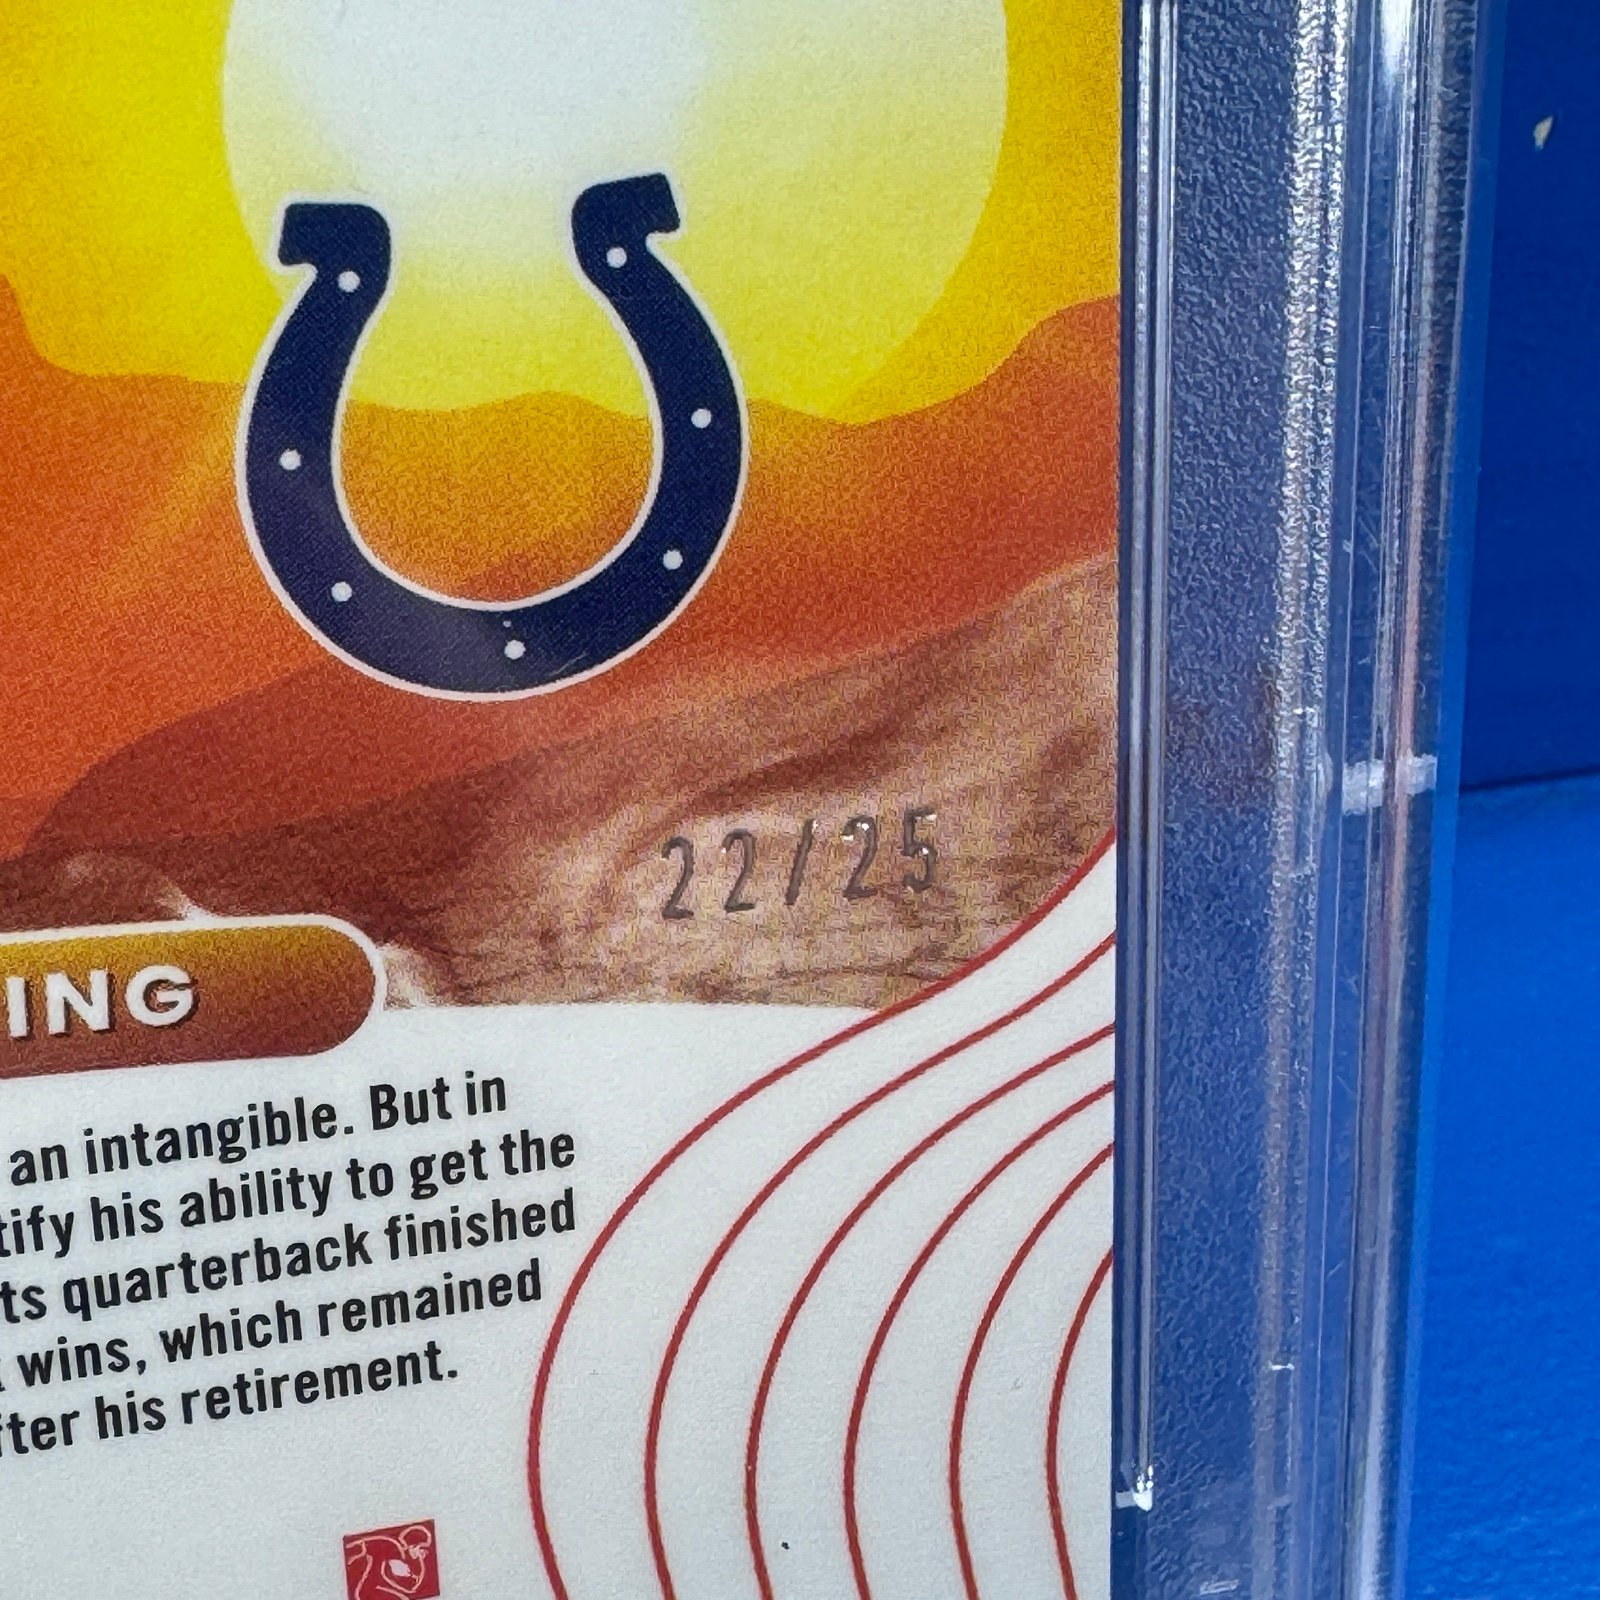 22/25
ING
an intangible. But in
tify his ability to get the
ts quarterback finished
wins, which remained
fter his retirement.